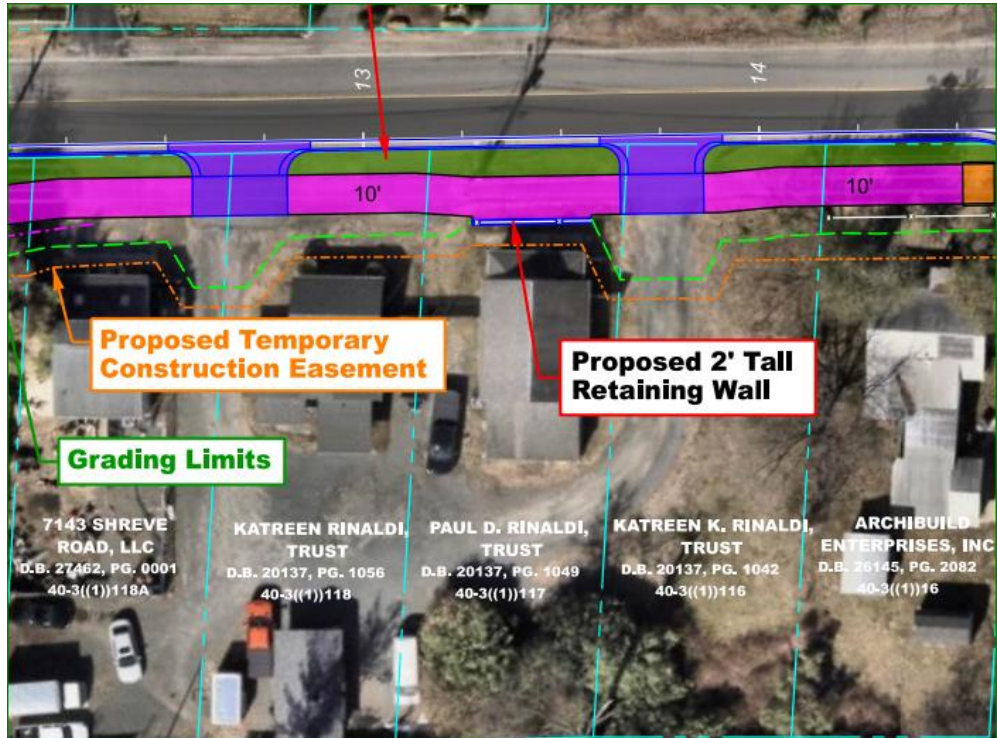 13
14
10'
10'
Proposed Temporary
Construction Easement
Proposed 2' Tall
Retaining Wall
Grading Limits
7143 SHREVE
ROAD, LLC
D.B. 27462, PG. 0001
40-3((1))118A
KATREEN RINALDI,
TRUST
D.B. 20137, PG. 1056
40-3((1))118
PAUL D. RINALDI,
TRUST
D.B. 20137, PG. 1049
40-3((1))117
KATREEN K. RINALDI,
TRUST
D.B. 20137, PG. 1042
40-3((1))116
ARCHIBUILD
ENTERPRISES, INC
D.B. 26145, PG. 2082
40-3((1))16